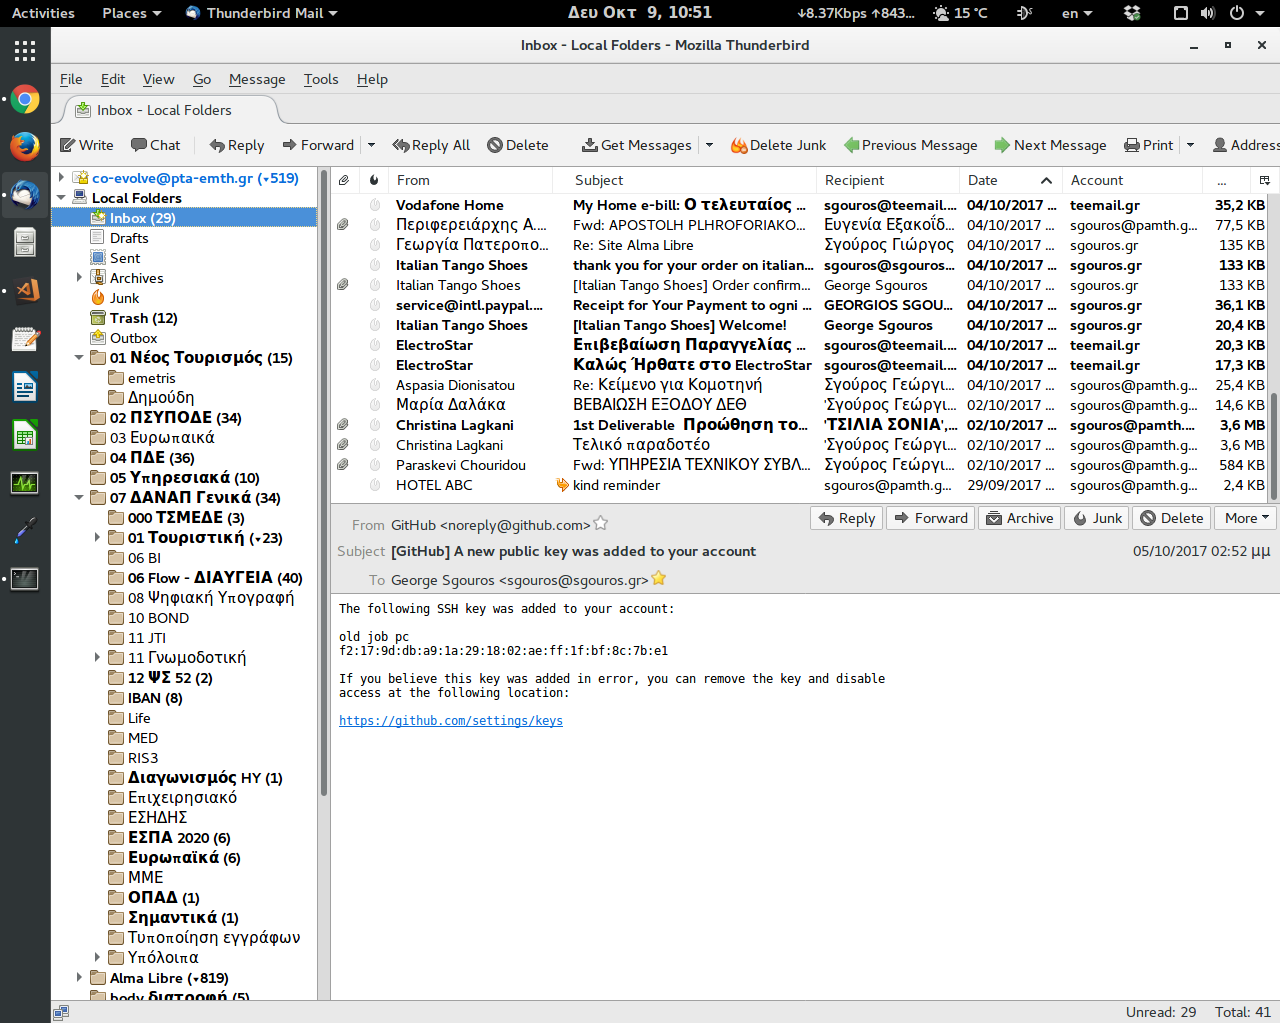 Activities Places Thunderbird Mail Δευ Οκτ 9, 10:51 ↓8.37Kbps ↑843... 15 °C en
Inbox - Local Folders - Mozilla Thunderbird
File Edit View Go Message Tools Help
Inbox - Local Folders
Write Chat Reply Forward Reply All Delete Get Messages Delete Junk Previous Message Next Message Print Address
co-evolve@pta-emth.gr (▾519)
Local Folders
Inbox (29)
Drafts
Sent
Archives
Junk
Trash (12)
Outbox
01 Νέος Τουρισμός (15)
emetris
Δημούδη
02 ΠΣΥΠΟΔΕ (34)
03 Ευρωπαικά
04 ΠΔΕ (36)
05 Υπηρεσιακά (10)
07 ΔΑΝΑΠ Γενικά (34)
000 ΤΣΜΕΔΕ (3)
01 Τουριστική (▾23)
06 BI
06 Flow - ΔΙΑΥΓΕΙΑ (40)
08 Ψηφιακή Υπογραφή
10 BOND
11 JTI
11 Γνωμοδοτική
12 ΨΣ 52 (2)
IBAN (8)
Life
MED
RIS3
Διαγωνισμός HY (1)
Επιχειρησιακό
ΕΣΗΔΗΣ
ΕΣΠΑ 2020 (6)
Ευρωπαϊκά (6)
ΜΜΕ
ΟΠΑΔ (1)
Σημαντικά (1)
Τυποποίηση εγγράφων
Υπόλοιπα
Alma Libre (▾819)
body διατροφή (5)
From Subject Recipient Date Account ...
Vodafone Home My Home e-bill: Ο τελευταίος ... sgouros@teemail.... 04/10/2017 ... teemail.gr 35,2 KB
Περιφερειάρχης Α.... Fwd: APOSTOLH PLHROFORIAKO... Ευγενία Εξακοΐδ... 04/10/2017 ... sgouros@pamth.g... 77,5 KB
Γεωργία Πατεροπο... Re: Site Alma Libre Σγούρος Γιώργος 04/10/2017 ... sgouros.gr 135 KB
Italian Tango Shoes thank you for your order on italian... sgouros@sgouros... 04/10/2017 ... sgouros.gr 133 KB
Italian Tango Shoes [Italian Tango Shoes] Order confirm... George Sgouros 04/10/2017 ... sgouros.gr 133 KB
service@intl.paypal.... Receipt for Your Payment to ogni ... GEORGIOS SGOU... 04/10/2017 ... sgouros.gr 36,1 KB
Italian Tango Shoes [Italian Tango Shoes] Welcome! George Sgouros 04/10/2017 ... sgouros.gr 20,4 KB
ElectroStar Επιβεβαίωση Παραγγελίας ... sgouros@teemail.... 04/10/2017 ... teemail.gr 20,3 KB
ElectroStar Καλώς Ήρθατε στο ElectroStar sgouros@teemail.... 04/10/2017 ... teemail.gr 17,3 KB
Aspasia Dionisatou Re: Κείμενο για Κομοτηνή Σγούρος Γεώργι... 04/10/2017 ... sgouros@pamth.g... 25,4 KB
Μαρία Δαλάκα ΒΕΒΑΙΩΣΗ ΕΞΟΔΟΥ ΔΕΘ 'Σγούρος Γεώργι... 02/10/2017 ... sgouros@pamth.g... 14,6 KB
Christina Lagkani 1st Deliverable Προώθηση το... 'ΤΣΙΛΙΑ ΣΟΝΙΑ',... 02/10/2017 ... sgouros@pamth.... 3,6 MB
Christina Lagkani Τελικό παραδοτέο 'Σγούρος Γεώργι... 02/10/2017 ... sgouros@pamth.g... 3,6 MB
Paraskevi Chouridou Fwd: ΥΠΗΡΕΣΙΑ ΤΕΧΝΙΚΟΥ ΣΥΒΛ... Σγούρος Γεώργι... 02/10/2017 ... sgouros@pamth.g... 584 KB
HOTEL ABC kind reminder sgouros@pamth.g... 29/09/2017 ... sgouros@pamth.g... 2,4 KB
From GitHub <noreply@github.com> Reply Forward Archive Junk Delete More
Subject [GitHub] A new public key was added to your account 05/10/2017 02:52 μμ
To George Sgouros <sgouros@sgouros.gr>
The following SSH key was added to your account:
old job pc
f2:17:9d:db:a9:1a:29:18:02:ae:ff:1f:bf:8c:7b:e1
If you believe this key was added in error, you can remove the key and disable
access at the following location:
https://github.com/settings/keys
Unread: 29 Total: 41